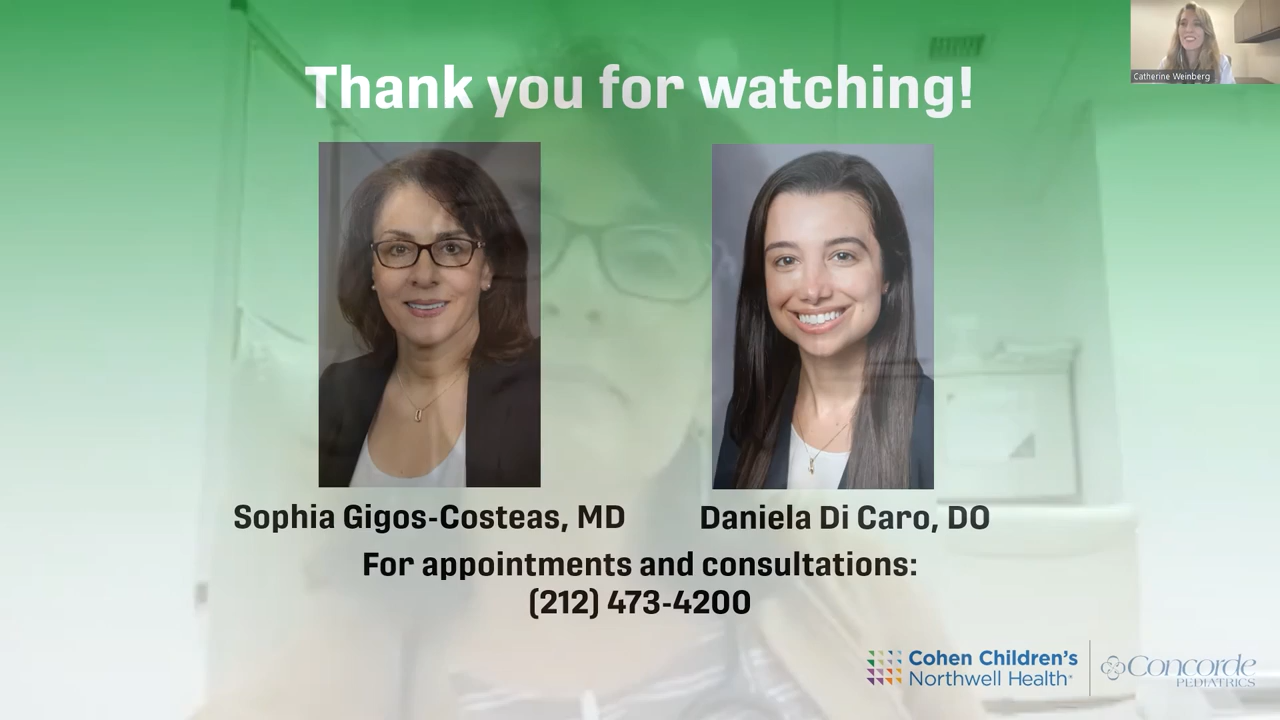 Thank you for watching!
Catherine Weinberg
Sophia Gigos-Costeas, MD
Daniela Di Caro, DO
For appointments and consultations:
(212) 473-4200
Cohen Children's
Northwell Health
Concorde
PEDIATRICS